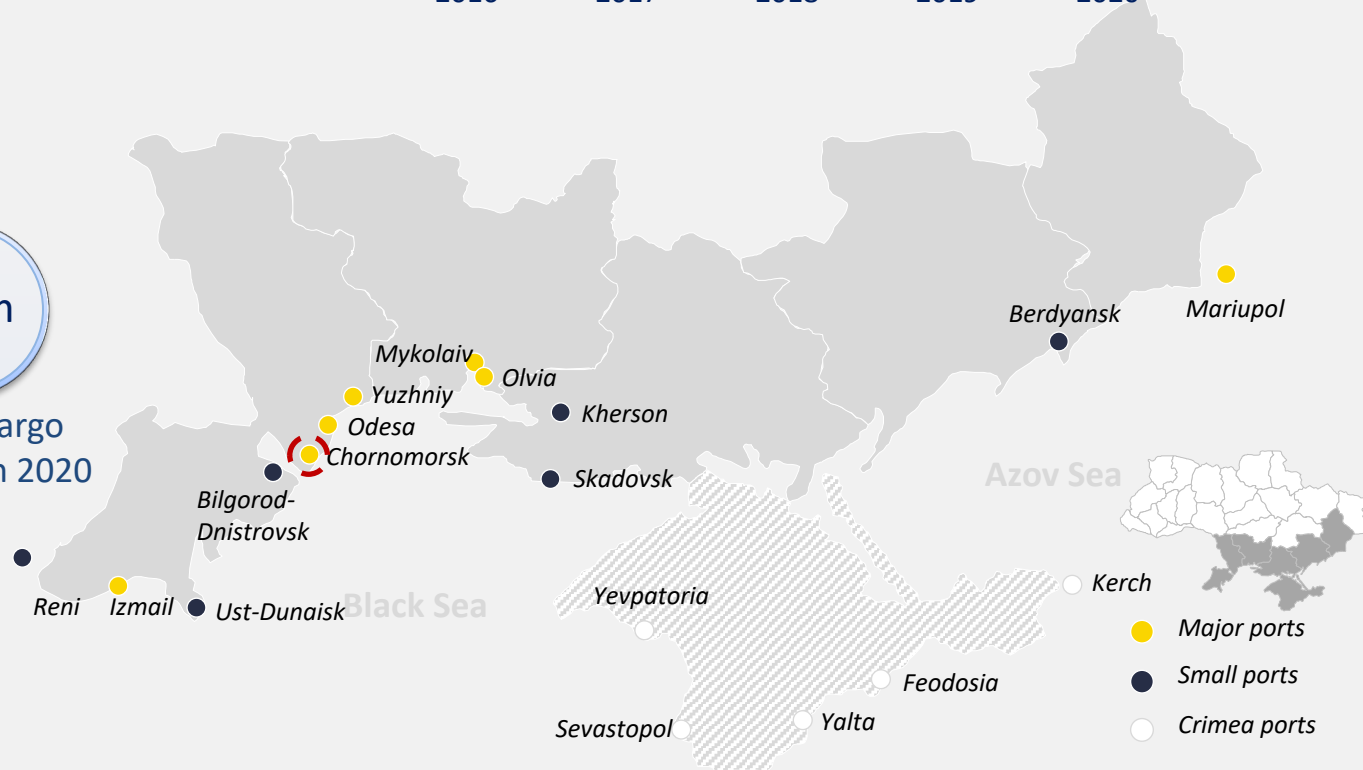 Mariupol
Berdyansk
Mykolaiv
Olvia
Yuzhniy
Kherson
Odesa
Chornomorsk
n 2020
Skadovsk
Azov Sea
Bilgorod-
Dnistrovsk
Kerch
Yevpatoria
Reni
Izmail
Ust-Dunaisk
Black Sea
Major ports
Small ports
Feodosia
Sevastopol
Yalta
Crimea ports